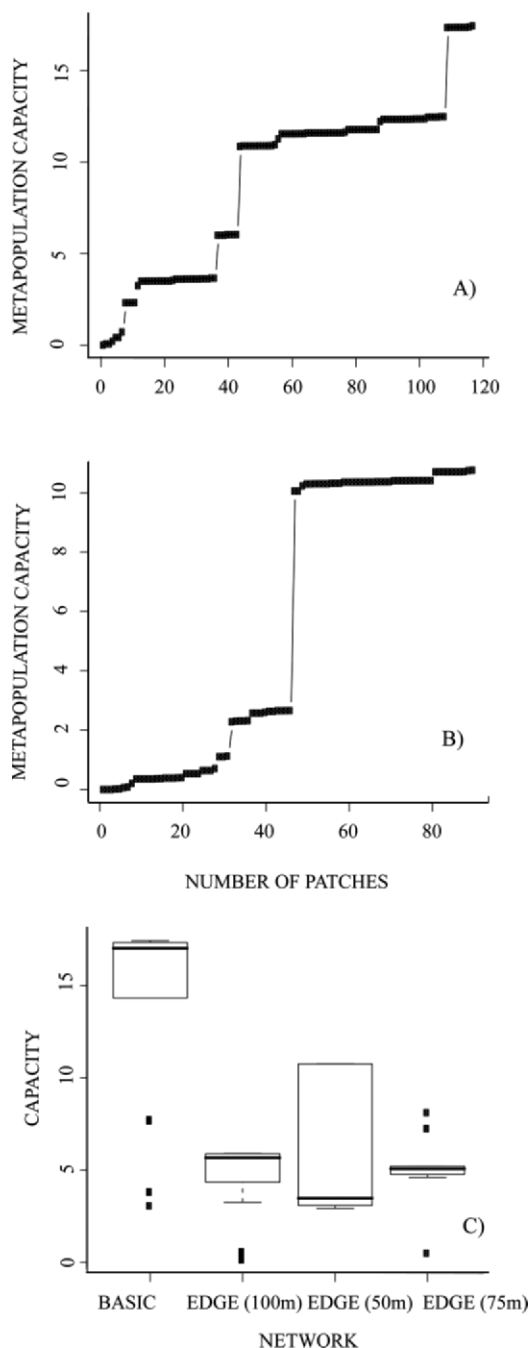 METAPOPULATION CAPACITY
15
10
5
0
A)
0 20 40 60 80 100 120
METAPOPULATION CAPACITY
10
8
6
4
2
0
B)
0 20 40 60 80
NUMBER OF PATCHES
CAPACITY
15
10
5
0
C)
BASIC EDGE (100m) EDGE (50m) EDGE (75m)
NETWORK